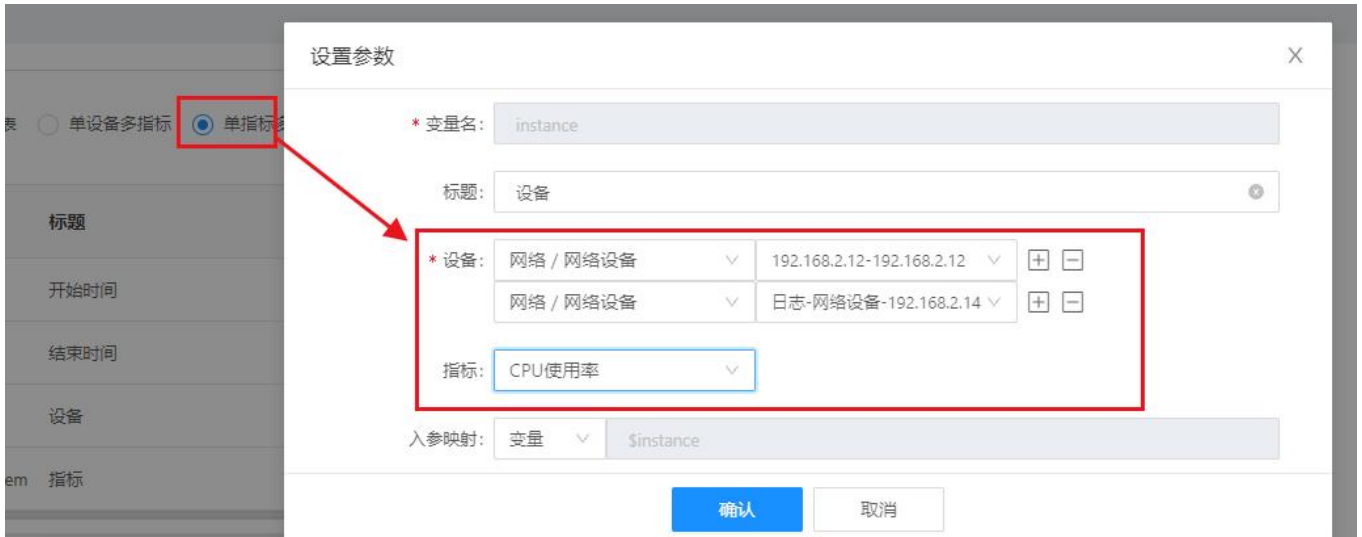 设置参数
表 单设备多指标 单指标多
* 变量名: instance
标题: 设备
标题
* 设备: 网络 / 网络设备 192.168.2.12-192.168.2.12
开始时间
网络 / 网络设备 日志-网络设备-192.168.2.14
结束时间
指标: CPU使用率
设备
入参映射: 变量 $instance
em 指标
确认 取消